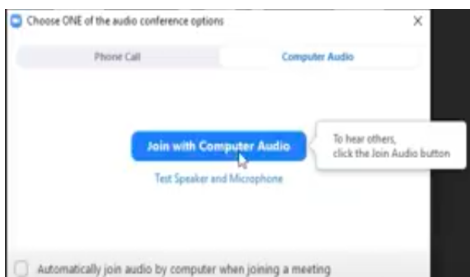 Choose ONE of the audio conference options
Phone Call
Computer Audio
Join with Computer Audio
To hear others,
click the Join Audio button
Test Speaker and Microphone
Automatically join audio by computer when joining a meeting